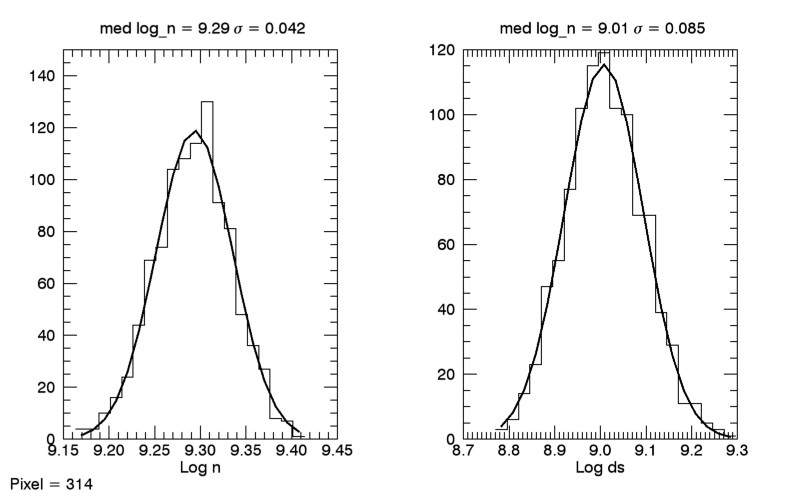 med log_n = 9.29 σ = 0.042
140
120
100
80
60
40
20
0
9.15 9.20 9.25 9.30 9.35 9.40 9.45
Log n
med log_n = 9.01 σ = 0.085
120
100
80
60
40
20
0
8.7 8.8 8.9 9.0 9.1 9.2 9.3
Log ds
Pixel = 314